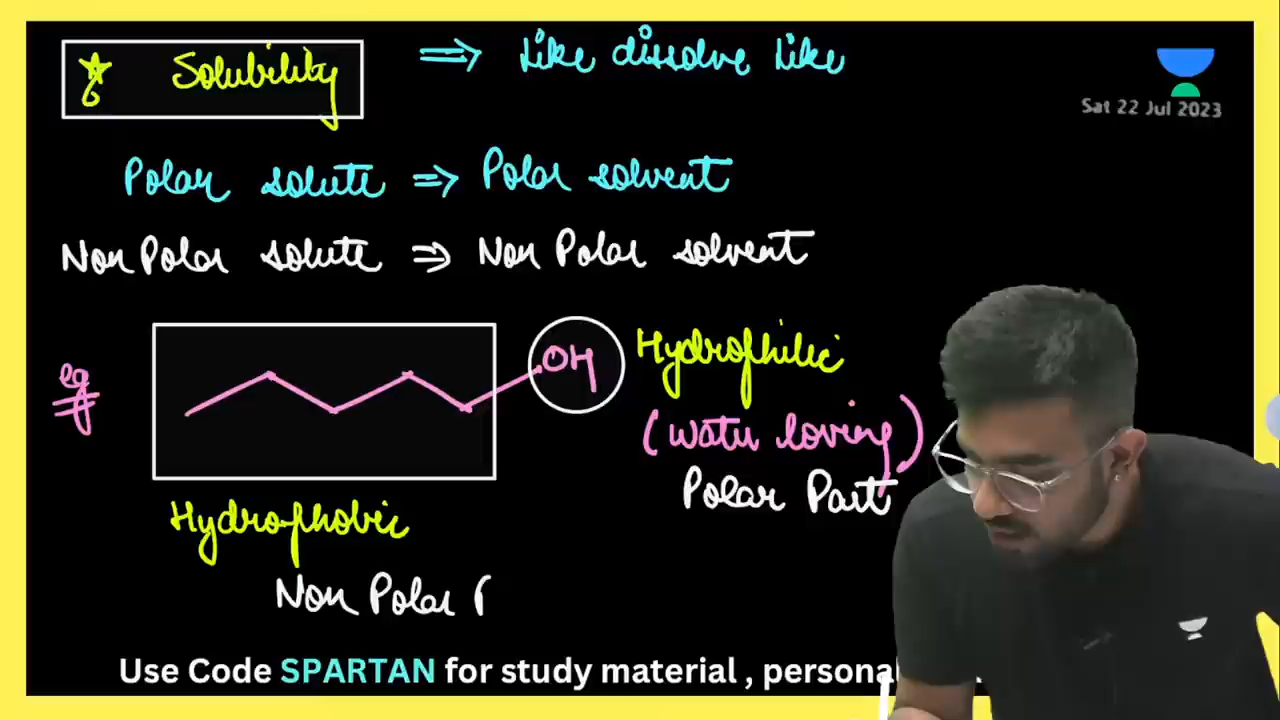 Solubility ⇒ Like dissolve like
Sat 22 Jul 2023
Polar solute ⇒ Polar solvent
Non Polar solute ⇒ Non Polar solvent
eg
OH
Hydrophilic
(water loving)
Polar Part
Hydrophobic
Non Polar P
Use Code SPARTAN for study material , persona